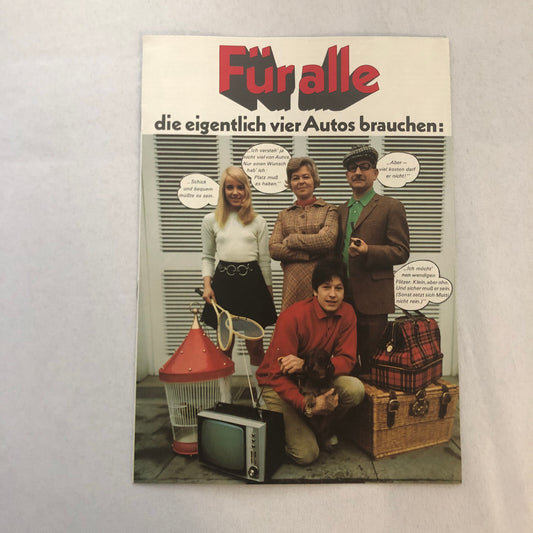 Für alle
die eigentlich vier Autos brauchen:
„...Schick
und bequem
müßte es sein.
„Ich versteh' ja
nicht viel von Autos.
Nur einen Wunsch
hab' ich:
Platz muß
es haben."
„...Aber –
viel kosten darf
er nicht!"
„...Ich möcht'
nen wendigen
Flitzer. Klein, aber oho.
Und sicher muß er sein.
(Sonst setzt sich Mutti
nicht rein.)"